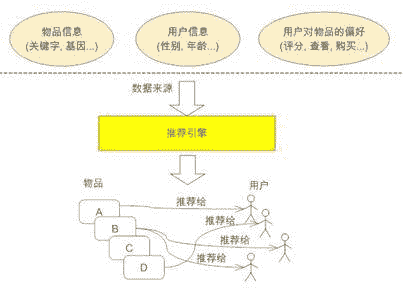 物品信息
(关键字, 基因...)
用户信息
(性别, 年龄...)
用户对物品的偏好
(评分, 查看, 购买...)
数据来源
推荐引擎
物品
用户
A
推荐给
推荐给
B
C
推荐给
D
推荐给